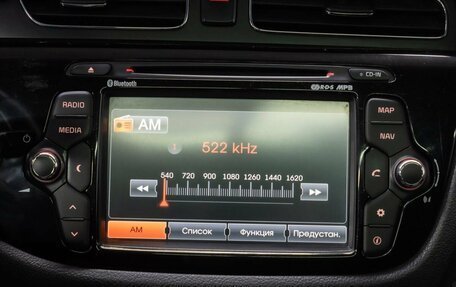 CD-IN
Bluetooth
RDS MP3
RADIO
MEDIA
MAP
NAV
AM
1
522 kHz
540 720 900 1080 1260 1440 1620
AM Список Функция Предустан.